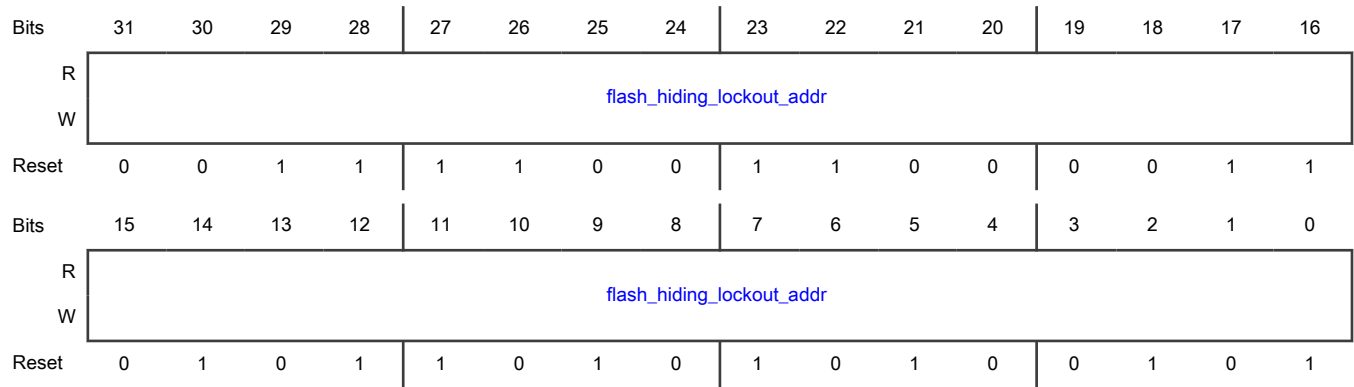 Bits 31 30 29 28 27 26 25 24 23 22 21 20 19 18 17 16
R
flash_hiding_lockout_addr
W
Reset 0 0 1 1 1 1 0 0 1 1 0 0 0 0 1 1
Bits 15 14 13 12 11 10 9 8 7 6 5 4 3 2 1 0
R
flash_hiding_lockout_addr
W
Reset 0 1 0 1 1 0 1 0 1 0 1 0 0 1 0 1